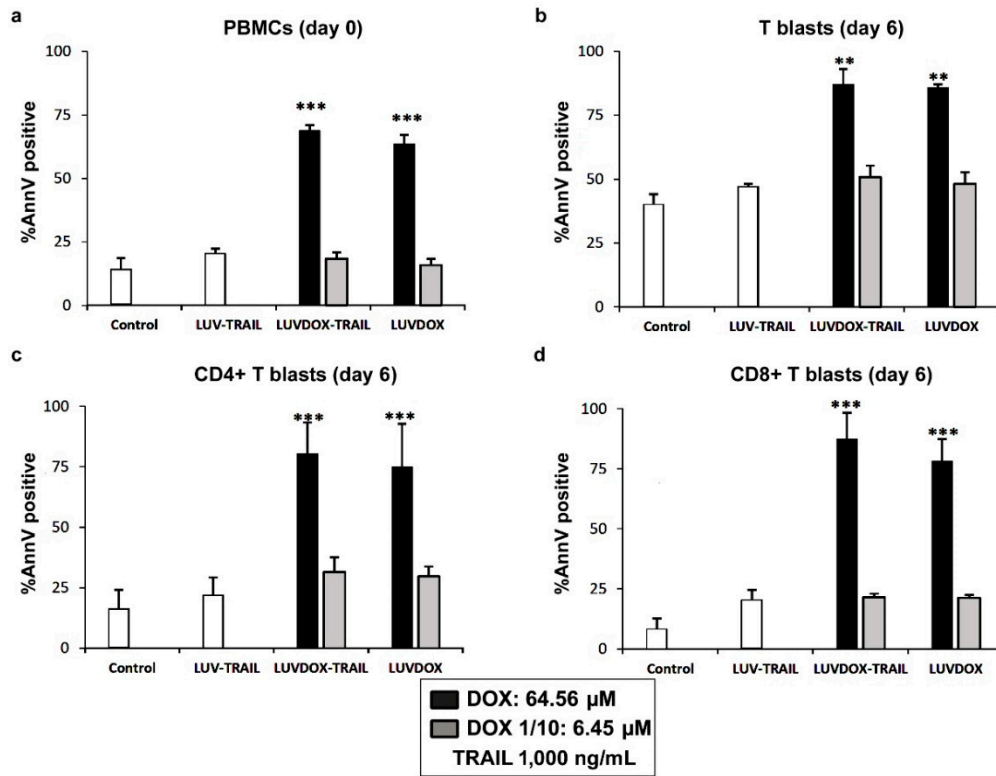 a
PBMCs (day 0)
100
75
50
25
0
%AnnV positive
***
***
Control LUV-TRAIL LUVDOX-TRAIL LUVDOX
b
T blasts (day 6)
100
75
50
25
0
%AnnV positive
**
**
Control LUV-TRAIL LUVDOX-TRAIL LUVDOX
c
CD4+ T blasts (day 6)
100
75
50
25
0
%AnnV positive
***
***
Control LUV-TRAIL LUVDOX-TRAIL LUVDOX
d
CD8+ T blasts (day 6)
100
75
50
25
0
%AnnV positive
***
***
Control LUV-TRAIL LUVDOX-TRAIL LUVDOX
DOX: 64.56 µM
DOX 1/10: 6.45 µM
TRAIL 1,000 ng/mL